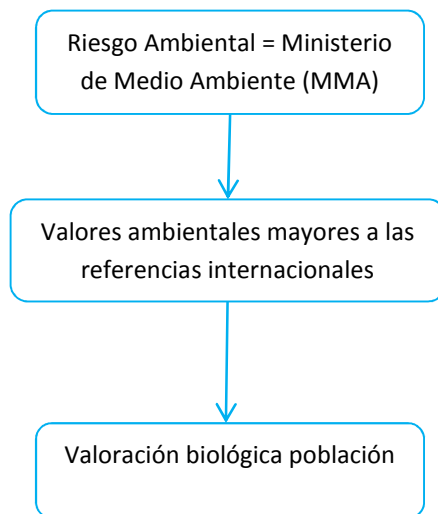 Riesgo Ambiental = Ministerio
de Medio Ambiente (MMA)
Valores ambientales mayores a las
referencias internacionales
Valoración biológica población